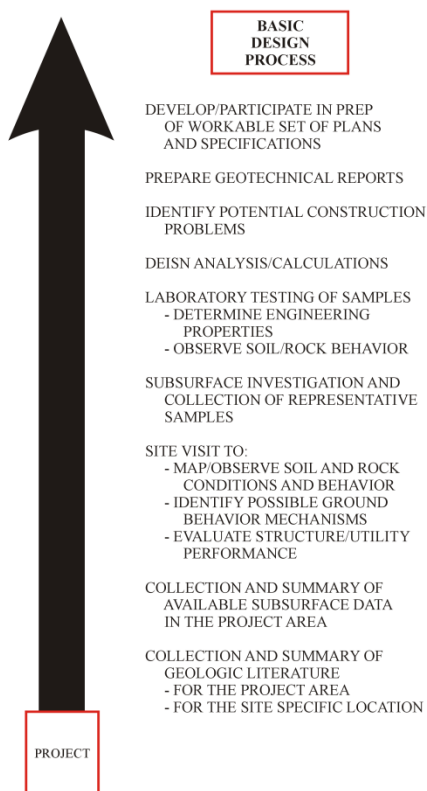 BASIC
DESIGN
PROCESS
DEVELOP/PARTICIPATE IN PREP
OF WORKABLE SET OF PLANS
AND SPECIFICATIONS
PREPARE GEOTECHNICAL REPORTS
IDENTIFY POTENTIAL CONSTRUCTION
PROBLEMS
DEISN ANALYSIS/CALCULATIONS
LABORATORY TESTING OF SAMPLES
- DETERMINE ENGINEERING
PROPERTIES
- OBSERVE SOIL/ROCK BEHAVIOR
SUBSURFACE INVESTIGATION AND
COLLECTION OF REPRESENTATIVE
SAMPLES
SITE VISIT TO:
- MAP/OBSERVE SOIL AND ROCK
CONDITIONS AND BEHAVIOR
- IDENTIFY POSSIBLE GROUND
BEHAVIOR MECHANISMS
- EVALUATE STRUCTURE/UTILITY
PERFORMANCE
COLLECTION AND SUMMARY OF
AVAILABLE SUBSURFACE DATA
IN THE PROJECT AREA
COLLECTION AND SUMMARY OF
GEOLOGIC LITERATURE
- FOR THE PROJECT AREA
- FOR THE SITE SPECIFIC LOCATION
PROJECT